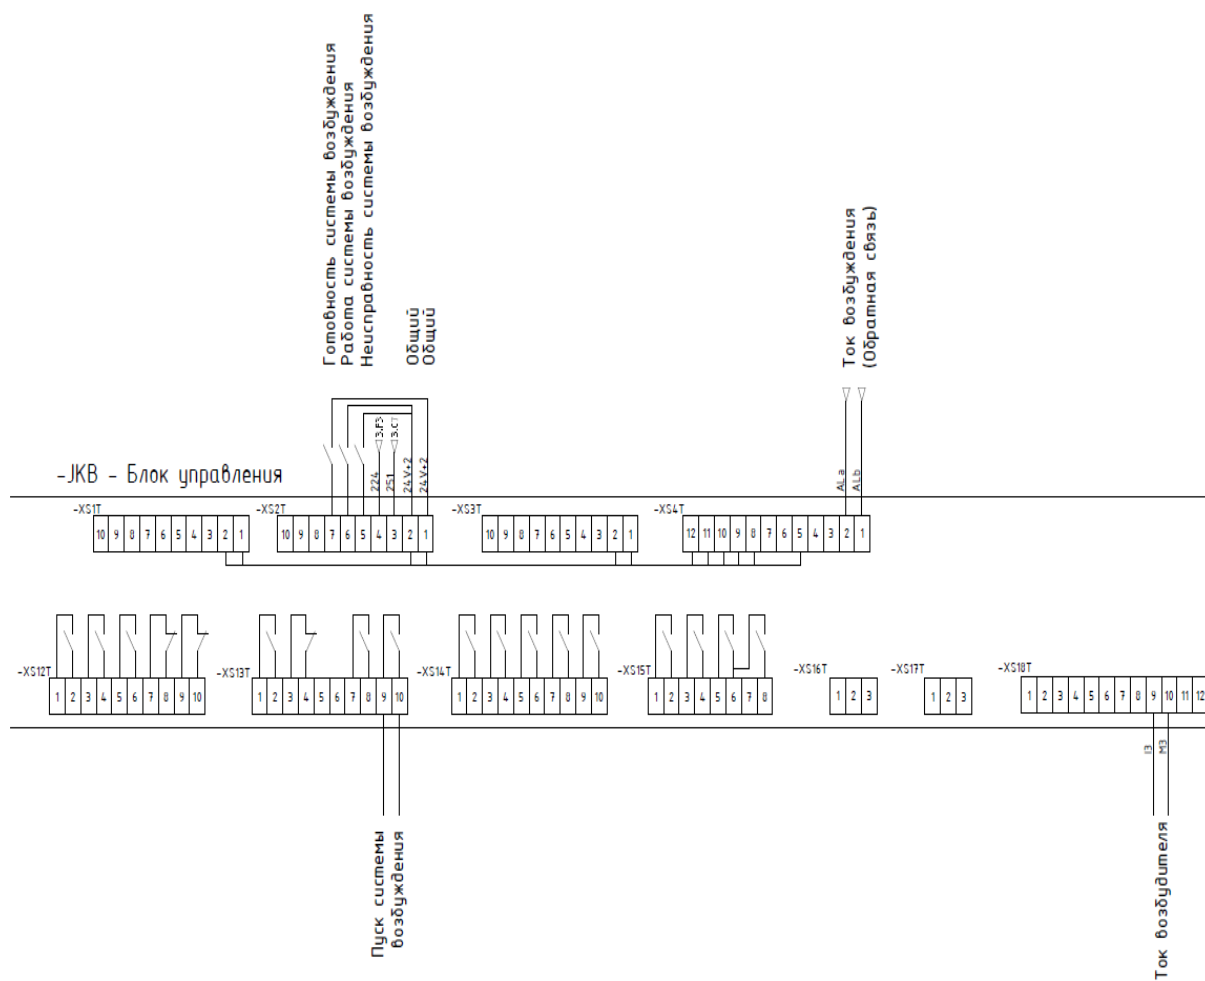 Готовность системы возбуждения
Работа системы возбуждения
Неисправность системы возбуждения
Общий
Общий
Ток возбуждения
(Обратная связь)
3.F3
3.C7
224
251
24V+2
24V+2
ALa
ALb
-JKB - Блок управления
-XS1T
10 9 8 7 6 5 4 3 2 1
-XS2T
10 9 8 7 6 5 4 3 2 1
-XS3T
10 9 8 7 6 5 4 3 2 1
-XS4T
12 11 10 9 8 7 6 5 4 3 2 1
-XS12T
1 2 3 4 5 6 7 8 9 10
-XS13T
1 2 3 4 5 6 7 8 9 10
-XS14T
1 2 3 4 5 6 7 8 9 10
-XS15T
1 2 3 4 5 6 7 8
-XS16T
1 2 3
-XS17T
1 2 3
-XS18T
1 2 3 4 5 6 7 8 9 10 11 12
I3
M3
Пуск системы
возбуждения
Ток возбудителя